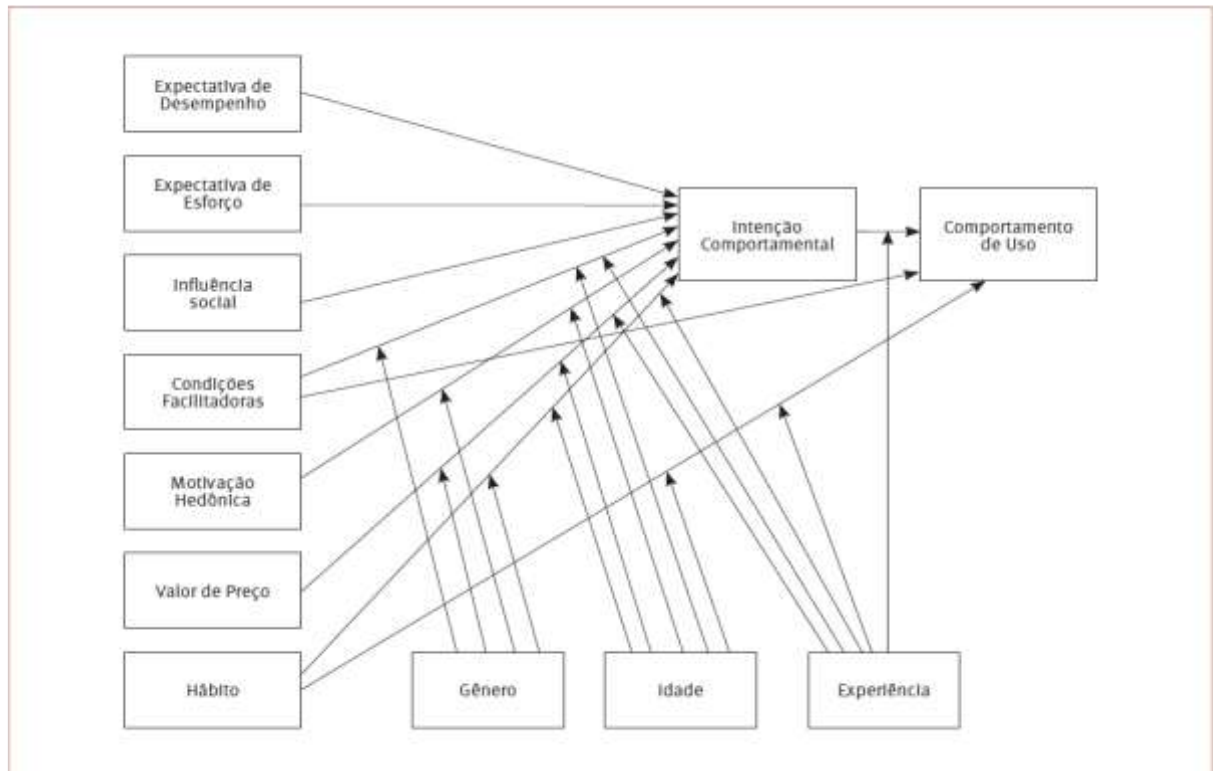 Expectativa de
Desempenho
Expectativa de
Esforço
Influência
social
Condições
Facilitadoras
Motivação
Hedônica
Valor de Preço
Hábito
Intenção
Comportamental
Comportamento
de Uso
Gênero
Idade
Experiência